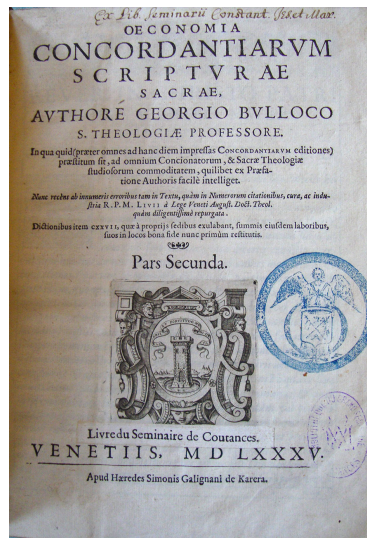 Ex Lib. Seminarii Constant.
OECONOMIA
CONCORDANTIARVM
SCRIPTVRAE
SACRAE,
AVTHORE GEORGIO BVLLOCO
S. THEOLOGIÆ PROFESSORE.
In qua quid (præter omnes ad hanc diem impressas CONCORDANTIARVM editiones)
præstitum sit, ad omnium Concionatorum, & Sacræ Theologiæ
studiosorum commoditatem, quilibet ex Præfa-
tione Authoris facilè intelliget.
Nunc recèns ab innumeris erroribus tam in Textu, quàm in Numerorum citationibus, cura, ac indu-
stria R. P. M. LIVII à Lege Veneti August. Doct. Theol.
quàm diligentissimè repurgata.
Dictionibus item CXXVII, quæ à proprijs sedibus exulabant, summis eiusdem laboribus,
suos in locos bona fide nunc primùm restitutis.
Pars Secunda.
Livre du Seminaire de Coutances.
VENETIIS, MD LXXXV.
Apud Hæredes Simonis Galignani de Karera.